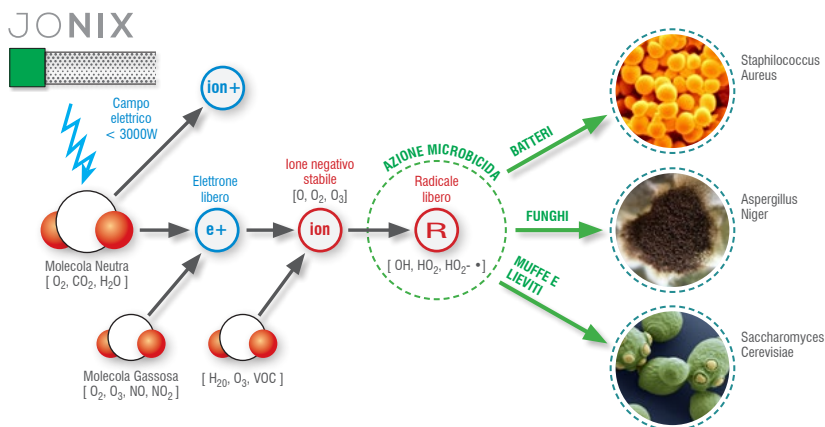 JONIX
Campo
elettrico
< 3000W
ion+
Molecola Neutra
[ O₂, CO₂, H₂O ]
Elettrone
libero
e+
Molecola Gassosa
[ O₂, O₃, NO, NO₂ ]
Ione negativo
stabile
[O, O₂, O₃]
ion
[ H₂₀, O₃, VOC ]
AZIONE MICROBICIDA
Radicale
libero
R
[ OH, HO₂, HO₂- • ]
BATTERI
FUNGHI
MUFFE E
LIEVITI
Staphilococcus
Aureus
Aspergillus
Niger
Saccharomyces
Cerevisiae